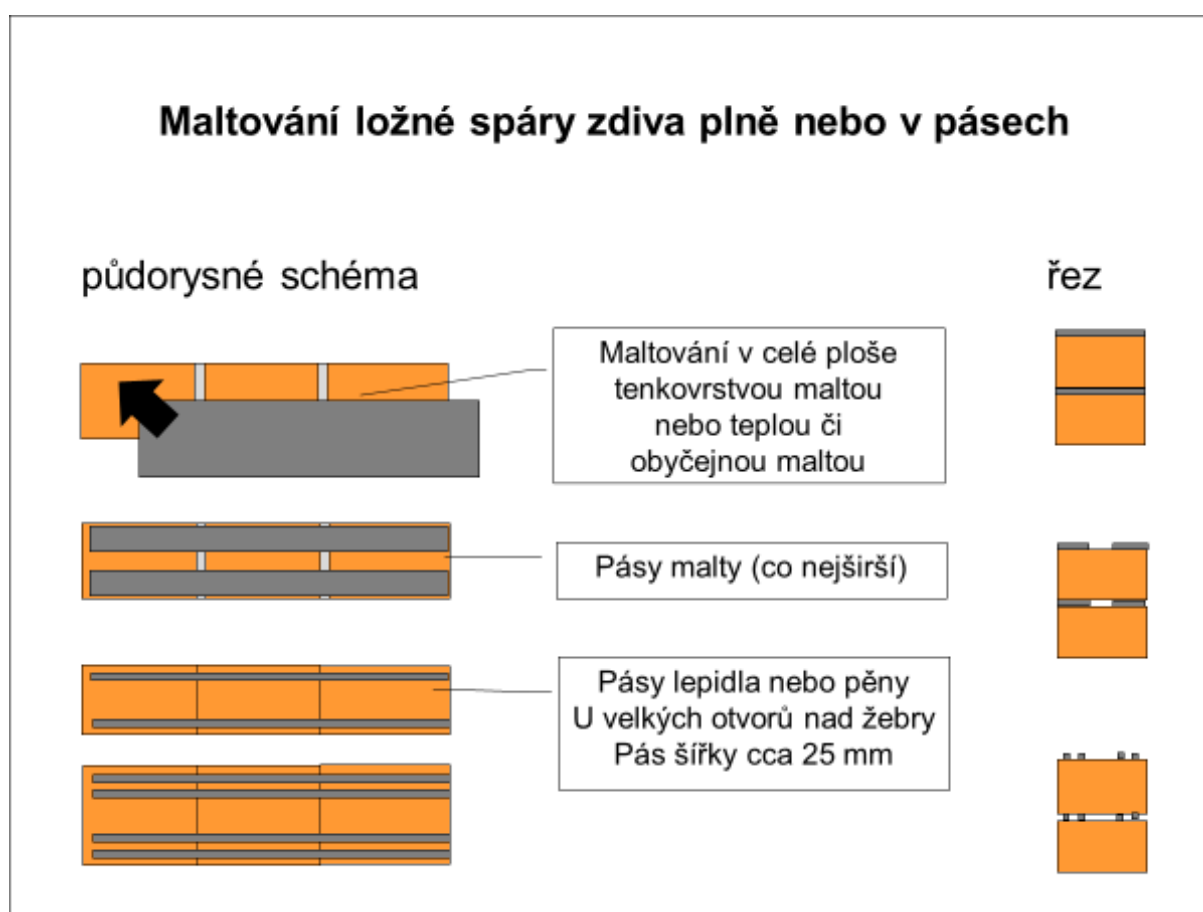 Maltování ložné spáry zdiva plně nebo v pásech
půdorysné schéma
řez
Maltování v celé ploše
tenkovrstvou maltou
nebo teplou či
obyčejnou maltou
Pásy malty (co nejširší)
Pásy lepidla nebo pěny
U velkých otvorů nad žebry
Pás šířky cca 25 mm